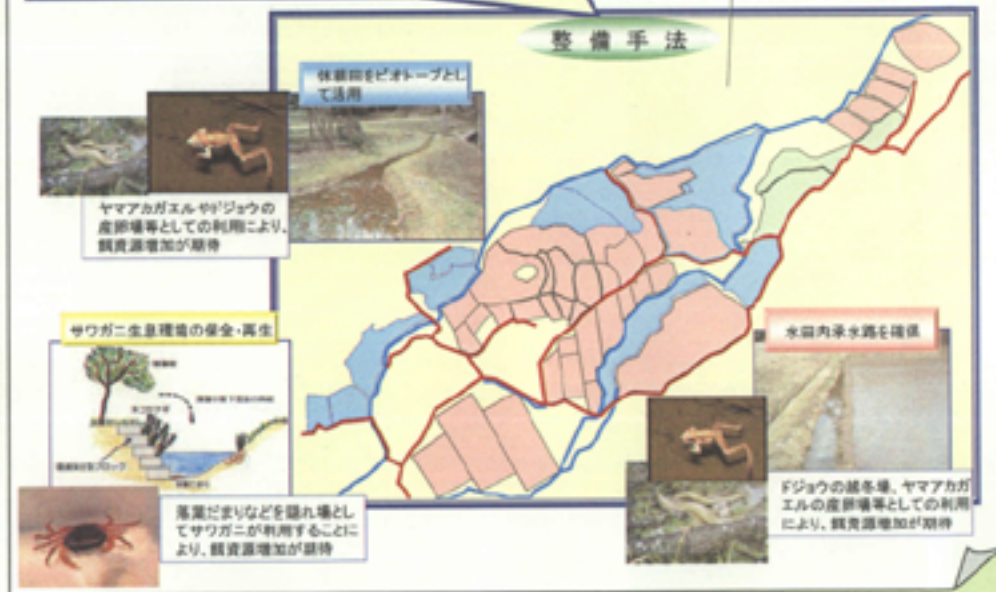 整備手法
休耕田をビオトープとし
て活用
ヤマアカガエルやドジョウの
産卵場等としての利用により、
餌資源増加が期待
サワガニ生息環境の保全・再生
落葉だまりなどを隠れ場とし
てサワガニが利用することに
より、餌資源増加が期待
水田内承水路を確保
ドジョウの越冬場、ヤマアカガ
エルの産卵場等としての利用
により、餌資源増加が期待